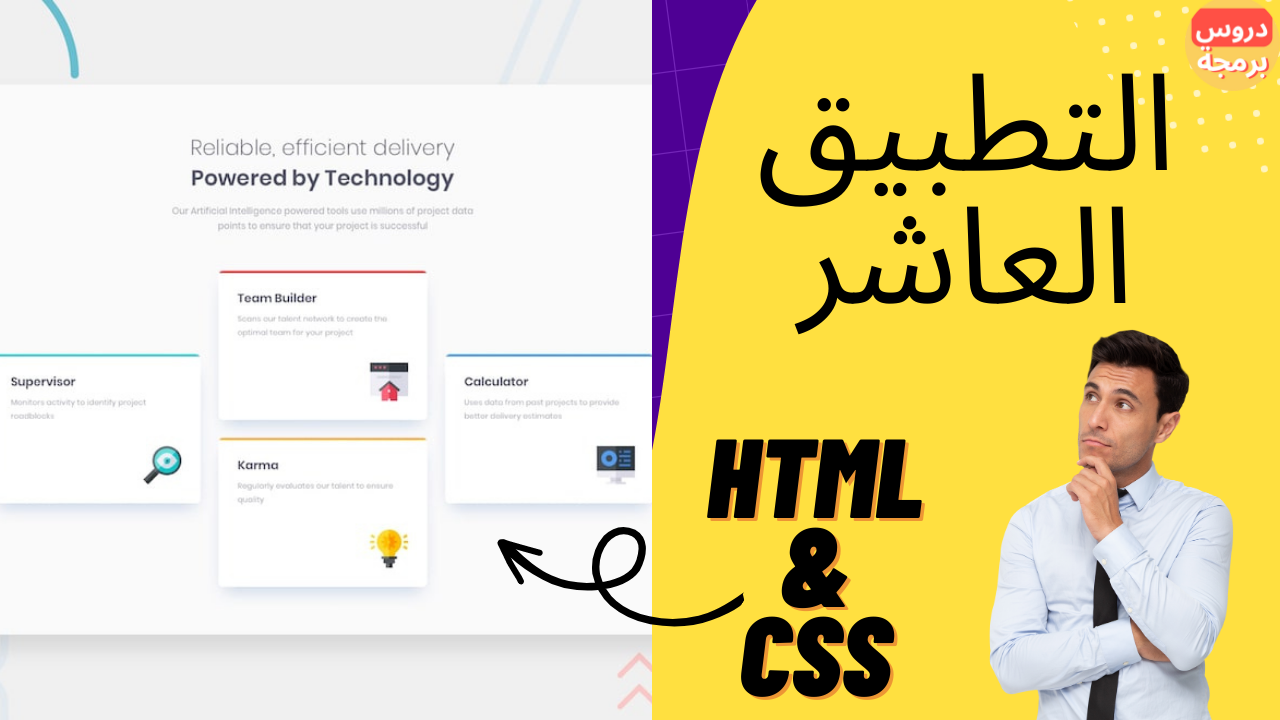 Reliable, efficient delivery
Powered by Technology
Our Artificial Intelligence powered tools use millions of project data
points to ensure that your project is successful
Team Builder
Scans our talent network to create the
optimal team for your project
Supervisor
Monitors activity to identify project
roadblocks
Calculator
Uses data from past projects to provide
better delivery estimates
Karma
Regularly evaluates our talent to ensure
quality
دروس
برمجة
التطبيق
العاشر
HTML
&
CSS